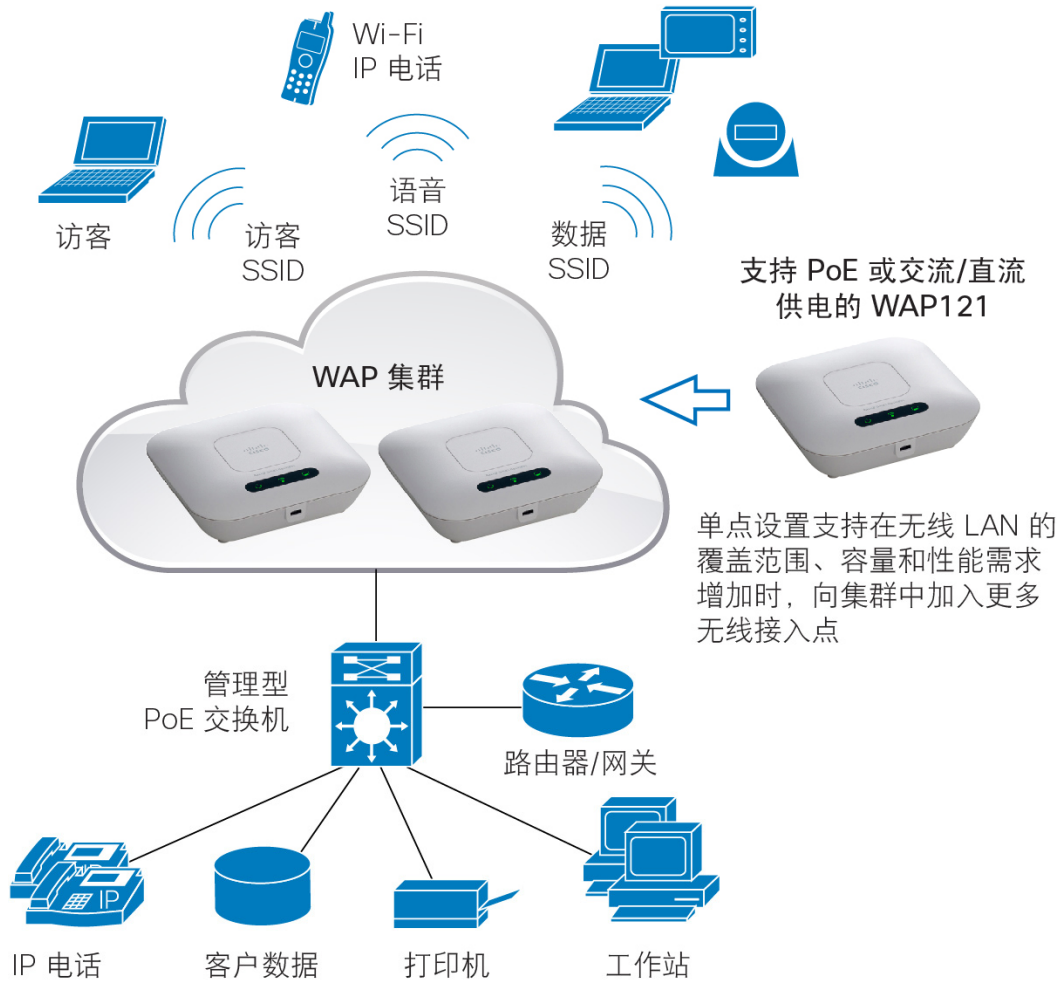 Wi-Fi
IP 电话
访客
访客
SSID
语音
SSID
数据
SSID
支持 PoE 或交流/直流
供电的 WAP121
WAP 集群
单点设置支持在无线 LAN 的
覆盖范围、容量和性能需求
增加时，向集群中加入更多
无线接入点
管理型
PoE 交换机
路由器/网关
IP
IP 电话
客户数据
打印机
工作站